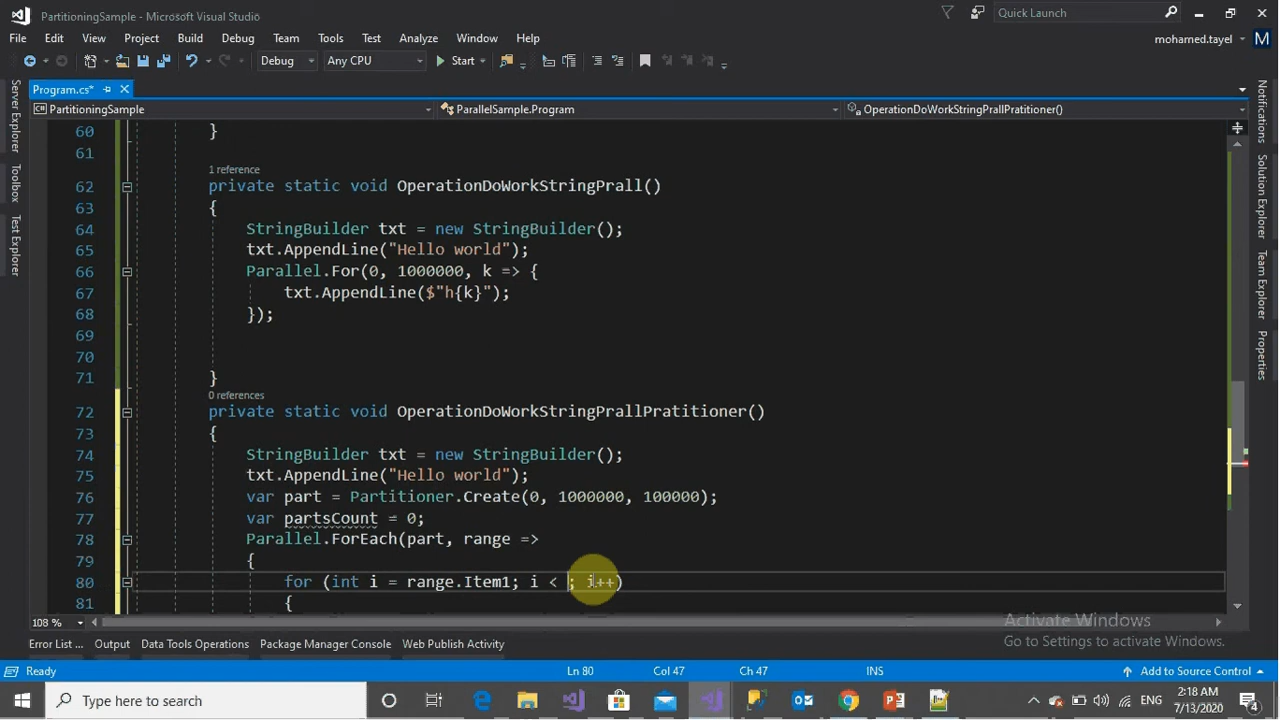 PartitioningSample - Microsoft Visual Studio
Quick Launch
File Edit View Project Build Debug Team Tools Test Analyze Window Help
mohamed.tayel M
Debug Any CPU Start
Program.cs*
PartitioningSample ParallelSample.Program OperationDoWorkStringPrallPratitioner()
Server Explorer
Toolbox
Test Explorer
Notifications
Solution Explorer
Team Explorer
Properties
60 }
61
1 reference
62 private static void OperationDoWorkStringPrall()
63 {
64 StringBuilder txt = new StringBuilder();
65 txt.AppendLine("Hello world");
66 Parallel.For(0, 1000000, k => {
67 txt.AppendLine($"h{k}");
68 });
69
70
71 }
0 references
72 private static void OperationDoWorkStringPrallPratitioner()
73 {
74 StringBuilder txt = new StringBuilder();
75 txt.AppendLine("Hello world");
76 var part = Partitioner.Create(0, 1000000, 100000);
77 var partsCount = 0;
78 Parallel.ForEach(part, range =>
79 {
80 for (int i = range.Item1; i < ; i++)
81 {
108 %
Activate Windows
Go to Settings to activate Windows.
Error List ... Output Data Tools Operations Package Manager Console Web Publish Activity
Ready Ln 80 Col 47 Ch 47 INS Add to Source Control
Type here to search
ENG
2:18 AM
7/13/2020
4